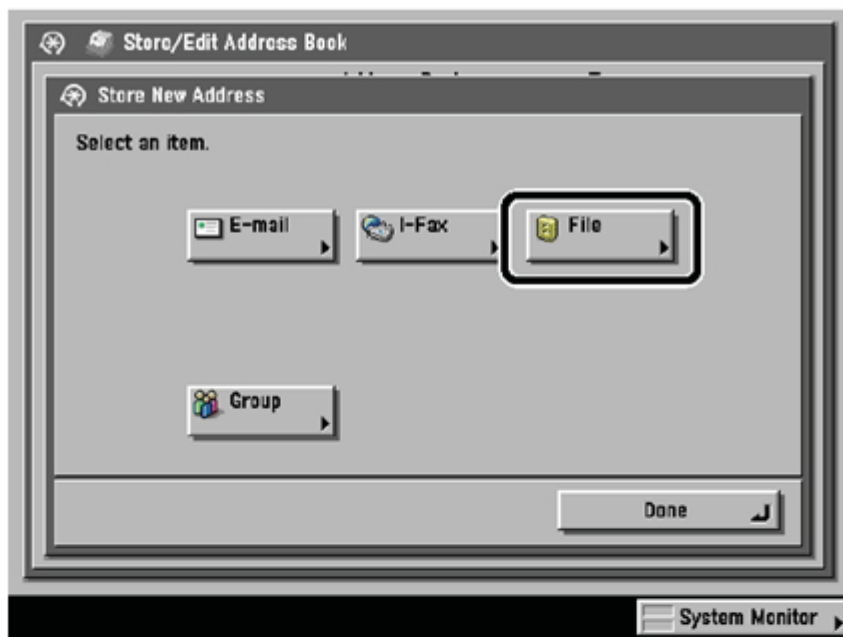 Store/Edit Address Book
Store New Address
Select an item.
E-mail
I-Fax
File
Group
Done
System Monitor